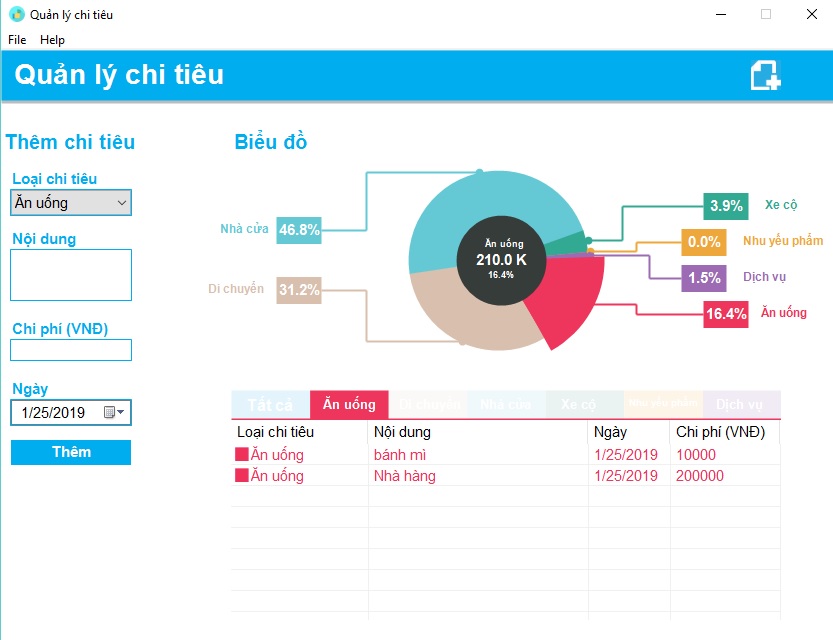 Quản lý chi tiêu
File Help
Quản lý chi tiêu
Thêm chi tiêu
Loại chi tiêu
Ăn uống
Nội dung
Chi phí (VNĐ)
Ngày
1/25/2019
Thêm
Biểu đồ
Nhà cửa 46.8%
Di chuyển 31.2%
Ăn uống
210.0 K
16.4%
3.9% Xe cộ
0.0% Nhu yếu phẩm
1.5% Dịch vụ
16.4% Ăn uống
Tất cả Ăn uống Di chuyển Nhà cửa Xe cộ Nhu yếu phẩm Dịch vụ
Loại chi tiêu Nội dung Ngày Chi phí (VNĐ)
Ăn uống bánh mì 1/25/2019 10000
Ăn uống Nhà hàng 1/25/2019 200000